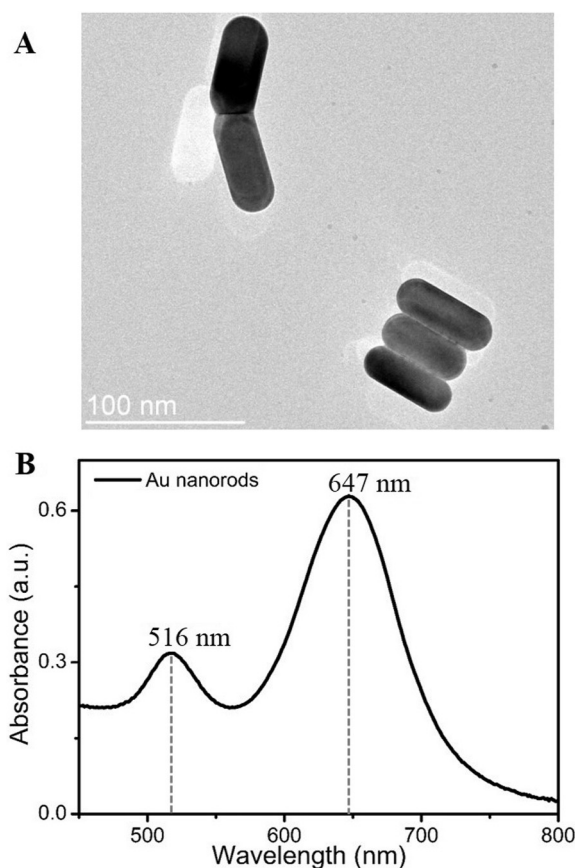 A
100 nm
B
Au nanorods
647 nm
516 nm
0.6
0.3
0.0
Absorbance (a.u.)
500 600 700 800
Wavelength (nm)